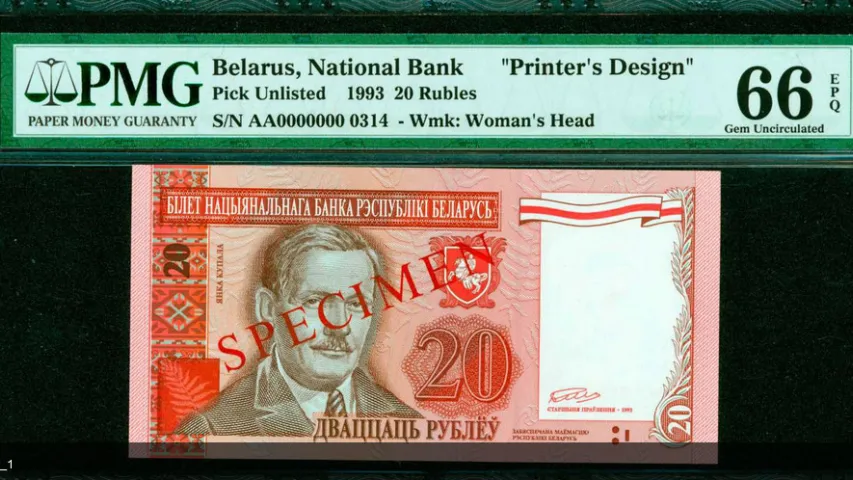 PMG
PAPER MONEY GUARANTY
Belarus, National Bank "Printer's Design"
Pick Unlisted 1993 20 Rubles
S/N AA0000000 0314 - Wmk: Woman's Head
66
EPQ
Gem Uncirculated
БІЛЕТ НАЦЫЯНАЛЬНАГА БАНКА РЭСПУБЛІКІ БЕЛАРУСЬ
20
ЯНКА КУПАЛА
SPECIMEN
20
ДВАЦЦАЦЬ РУБЛЁЎ
СТАРШЫНЯ ПРАЎЛЕННЯ - 1993
ЗАБЯСПЕЧАНА МАЁМАСЦЮ
РЭСПУБЛІКІ БЕЛАРУСЬ
20
_1